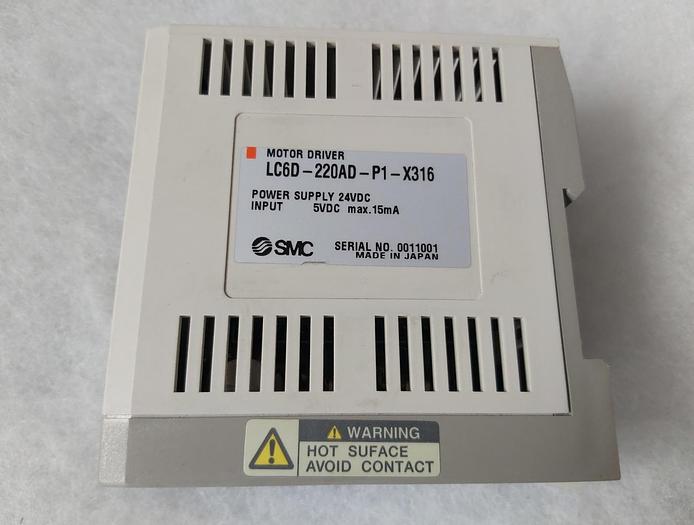 MOTOR DRIVER
LC6D-220AD-P1-X316
POWER SUPPLY 24VDC
INPUT 5VDC max.15mA
SMC
SERIAL NO. 0011001
MADE IN JAPAN
WARNING
HOT SUFACE
AVOID CONTACT